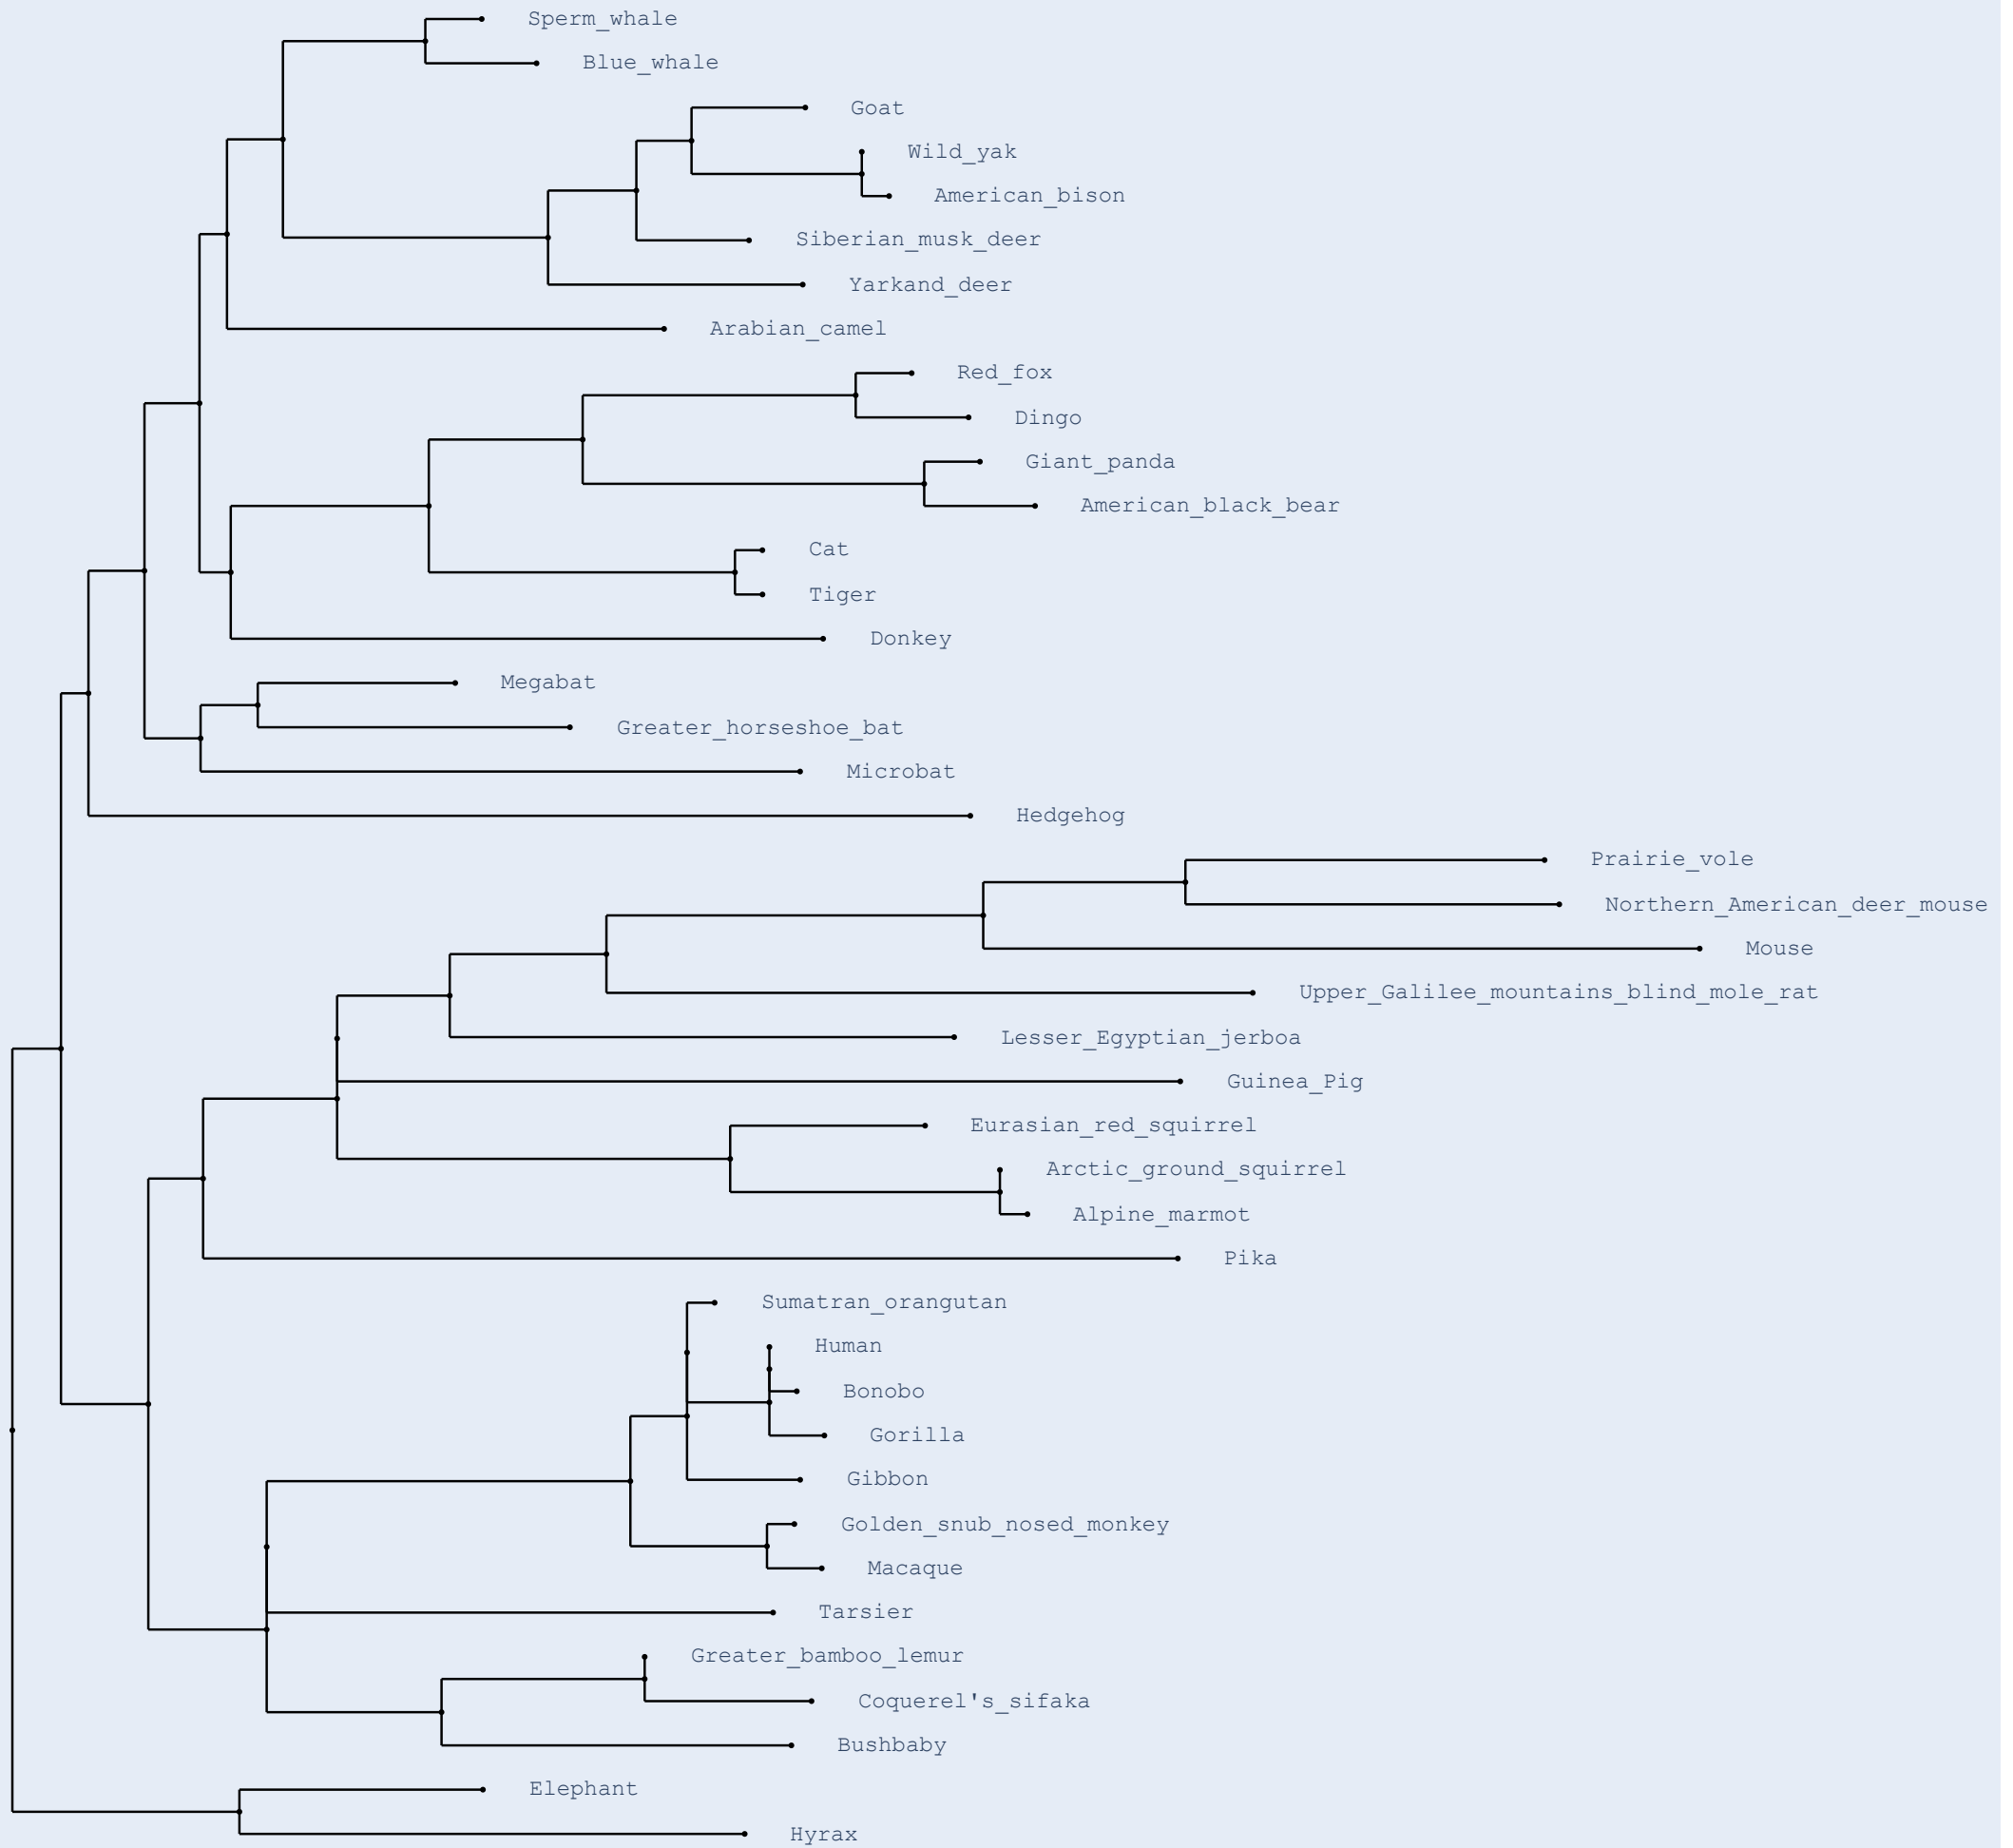 Sperm_whale
Blue_whale
Goat
Wild_yak
American_bison
Siberian_musk_deer
Yarkand_deer
Arabian_camel
Red_fox
Dingo
Giant_panda
American_black_bear
Cat
Tiger
Donkey
Megabat
Greater_horseshoe_bat
Microbat
Hedgehog
Prairie_vole
Northern_American_deer_mouse
Mouse
Upper_Galilee_mountains_blind_mole_rat
Lesser_Egyptian_jerboa
Guinea_Pig
Eurasian_red_squirrel
Arctic_ground_squirrel
Alpine_marmot
Pika
Sumatran_orangutan
Human
Bonobo
Gorilla
Gibbon
Golden_snub_nosed_monkey
Macaque
Tarsier
Greater_bamboo_lemur
Coquerel's_sifaka
Bushbaby
Elephant
Hyrax